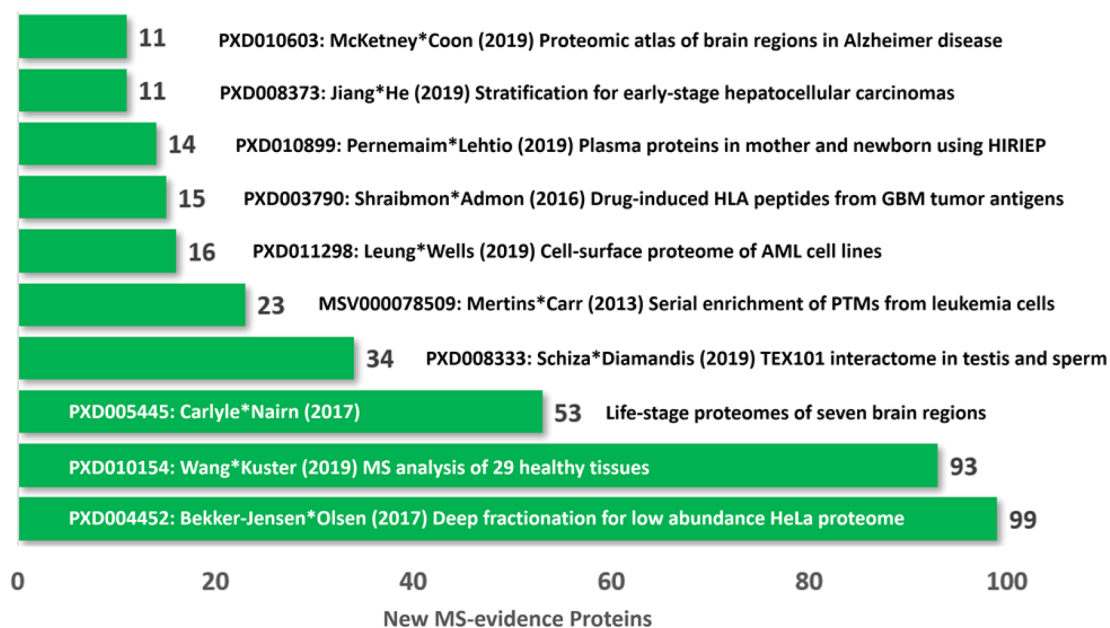 11 PXD010603: McKetney*Coon (2019) Proteomic atlas of brain regions in Alzheimer disease
11 PXD008373: Jiang*He (2019) Stratification for early-stage hepatocellular carcinomas
14 PXD010899: Pernemaim*Lehtio (2019) Plasma proteins in mother and newborn using HIRIEP
15 PXD003790: Shraibmon*Admon (2016) Drug-induced HLA peptides from GBM tumor antigens
16 PXD011298: Leung*Wells (2019) Cell-surface proteome of AML cell lines
23 MSV000078509: Mertins*Carr (2013) Serial enrichment of PTMs from leukemia cells
34 PXD008333: Schiza*Diamandis (2019) TEX101 interactome in testis and sperm
PXD005445: Carlyle*Nairn (2017) 53 Life-stage proteomes of seven brain regions
PXD010154: Wang*Kuster (2019) MS analysis of 29 healthy tissues 93
PXD004452: Bekker-Jensen*Olsen (2017) Deep fractionation for low abundance HeLa proteome 99
0 20 40 60 80 100
New MS-evidence Proteins